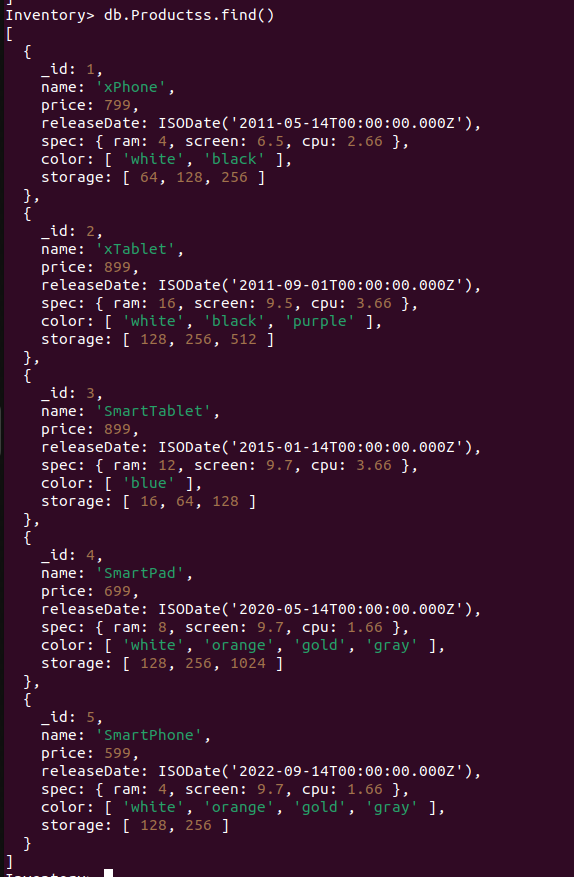 ]
Inventory> db.Productss.find()
[
  {
    _id: 1,
    name: 'xPhone',
    price: 799,
    releaseDate: ISODate('2011-05-14T00:00:00.000Z'),
    spec: { ram: 4, screen: 6.5, cpu: 2.66 },
    color: [ 'white', 'black' ],
    storage: [ 64, 128, 256 ]
  },
  {
    _id: 2,
    name: 'xTablet',
    price: 899,
    releaseDate: ISODate('2011-09-01T00:00:00.000Z'),
    spec: { ram: 16, screen: 9.5, cpu: 3.66 },
    color: [ 'white', 'black', 'purple' ],
    storage: [ 128, 256, 512 ]
  },
  {
    _id: 3,
    name: 'SmartTablet',
    price: 899,
    releaseDate: ISODate('2015-01-14T00:00:00.000Z'),
    spec: { ram: 12, screen: 9.7, cpu: 3.66 },
    color: [ 'blue' ],
    storage: [ 16, 64, 128 ]
  },
  {
    _id: 4,
    name: 'SmartPad',
    price: 699,
    releaseDate: ISODate('2020-05-14T00:00:00.000Z'),
    spec: { ram: 8, screen: 9.7, cpu: 1.66 },
    color: [ 'white', 'orange', 'gold', 'gray' ],
    storage: [ 128, 256, 1024 ]
  },
  {
    _id: 5,
    name: 'SmartPhone',
    price: 599,
    releaseDate: ISODate('2022-09-14T00:00:00.000Z'),
    spec: { ram: 4, screen: 9.7, cpu: 1.66 },
    color: [ 'white', 'orange', 'gold', 'gray' ],
    storage: [ 128, 256 ]
  }
]
Inventory>